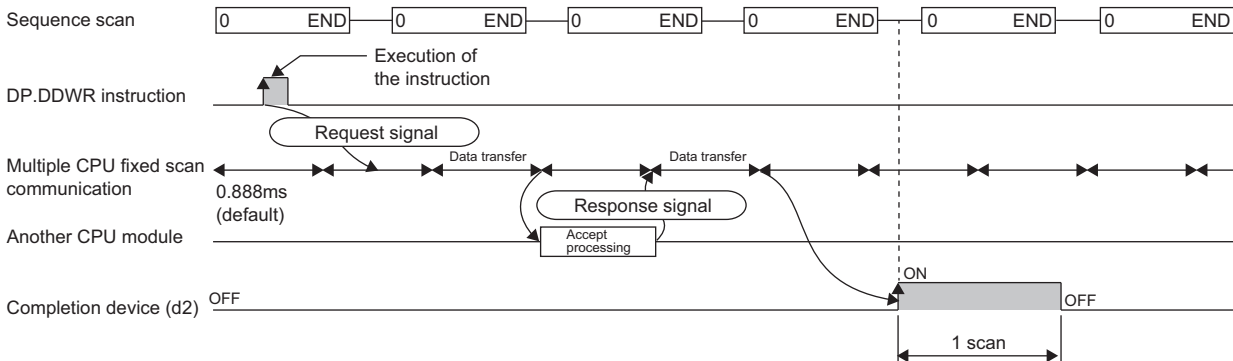 Sequence scan
0 END 0 END 0 END 0 END 0 END 0 END
Execution of
the instruction
DP.DDWR instruction
Request signal
Multiple CPU fixed scan
communication
Data transfer
Data transfer
0.888ms
(default)
Response signal
Another CPU module
Accept
processing
ON
Completion device (d2)
OFF
OFF
1 scan